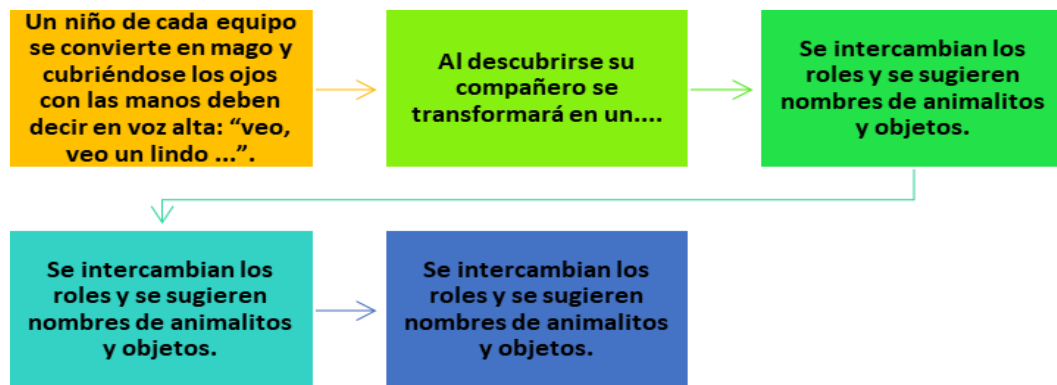 Un niño de cada equipo
se convierte en mago y
cubriéndose los ojos
con las manos deben
decir en voz alta: “veo,
veo un lindo ...”.
Al descubrirse su
compañero se
transformará en un....
Se intercambian los
roles y se sugieren
nombres de animalitos
y objetos.
Se intercambian los
roles y se sugieren
nombres de animalitos
y objetos.
Se intercambian los
roles y se sugieren
nombres de animalitos
y objetos.